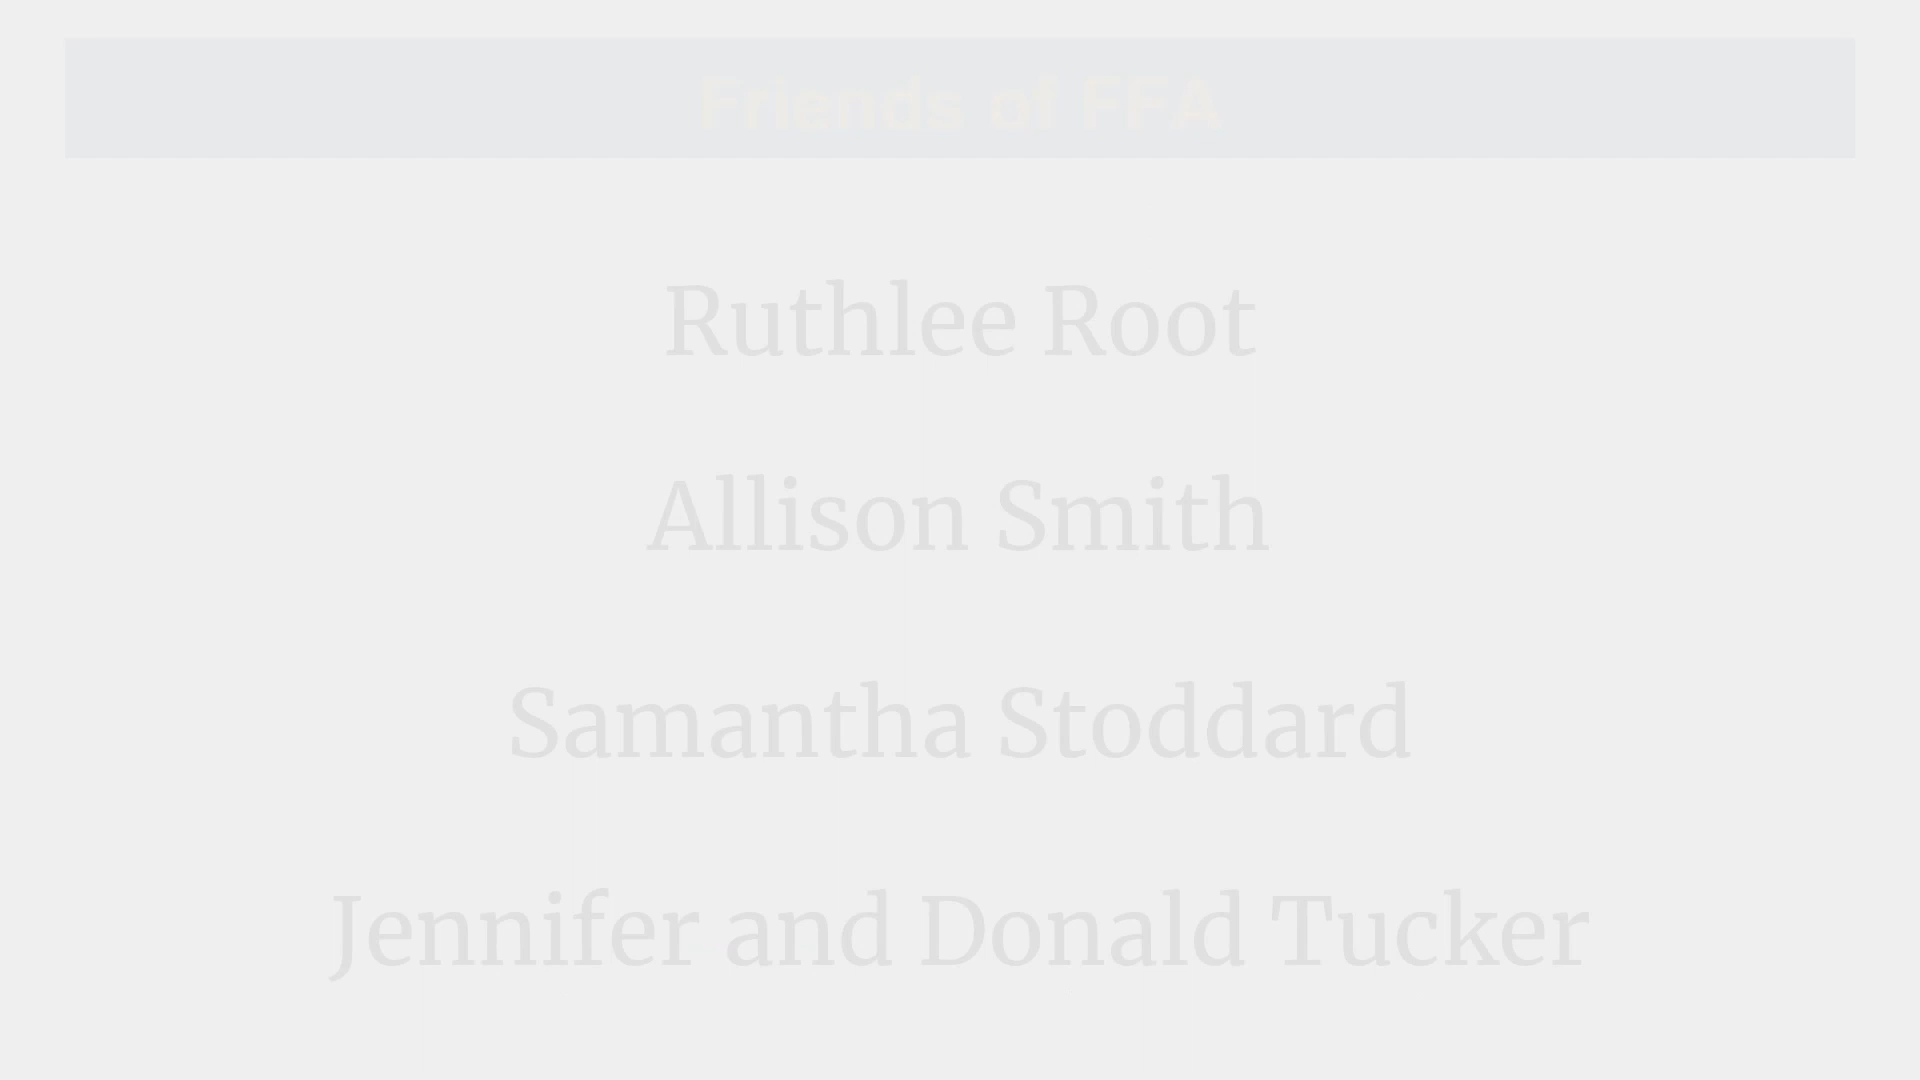 Friends of FFA
Ruthlee Root
Allison Smith
Samantha Stoddard
Jennifer and Donald Tucker